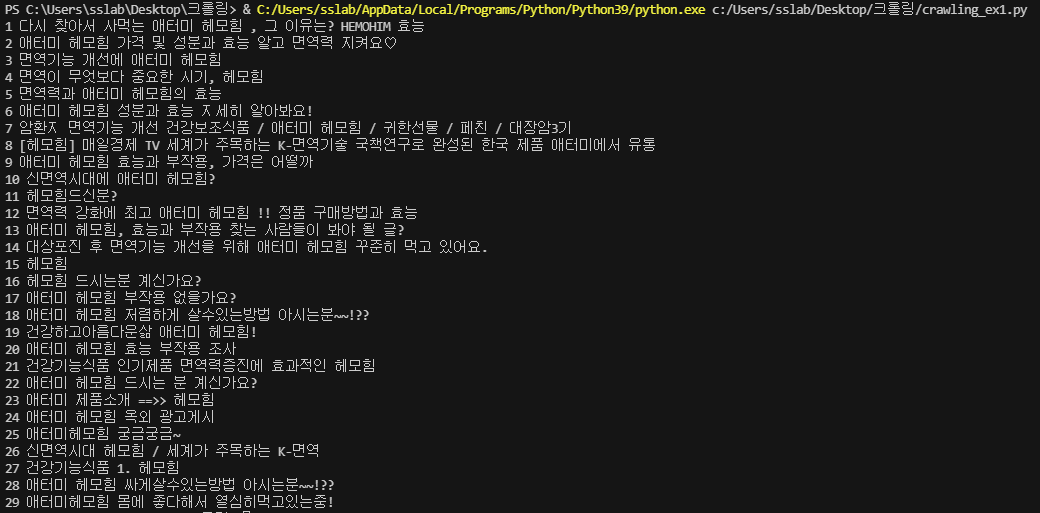 PS C:\Users\sslab\Desktop\크롤링> & C:/Users/sslab/AppData/Local/Programs/Python/Python39/python.exe c:/Users/sslab/Desktop/크롤링/crawling_ex1.py
1 다시 찾아서 사먹는 애터미 헤모힘 , 그 이유는? HEMOHIM 효능
2 애터미 헤모힘 가격 및 성분과 효능 알고 면역력 지켜요♡
3 면역기능 개선에 애터미 헤모힘
4 면역이 무엇보다 중요한 시기, 헤모힘
5 면역력과 애터미 헤모힘의 효능
6 애터미 헤모힘 성분과 효능 ㅈㅏ세히 알아봐요!
7 암환ㅈㅏ 면역기능 개선 건강보조식품 / 애터미 헤모힘 / 귀한선물 / 페친 / 대장암3기
8 [헤모힘] 매일경제 TV 세계가 주목하는 K-면역기술 국책연구로 완성된 한국 제품 애터미에서 유통
9 애터미 헤모힘 효능과 부작용, 가격은 어떨까
10 신면역시대에 애터미 헤모힘?
11 헤모힘드신분?
12 면역력 강화에 최고 애터미 헤모힘 !! 정품 구매방법과 효능
13 애터미 헤모힘, 효능과 부작용 찾는 사람들이 봐야 될 글?
14 대상포진 후 면역기능 개선을 위해 애터미 헤모힘 꾸준히 먹고 있어요.
15 헤모힘
16 헤모힘 드시는분 계신가요?
17 애터미 헤모힘 부작용 없을가요?
18 애터미 헤모힘 저렴하게 살수있는방법 아시는분~~!??
19 건강하고아름다운삶 애터미 헤모힘!
20 애터미 헤모힘 효능 부작용 조사
21 건강기능식품 인기제품 면역력증진에 효과적인 헤모힘
22 애터미 헤모힘 드시는 분 계신가요?
23 애터미 제품소개 ==>> 헤모힘
24 애터미 헤모힘 옥외 광고게시
25 애터미헤모힘 궁금궁금~
26 신면역시대 헤모힘 / 세계가 주목하는 K-면역
27 건강기능식품 1. 헤모힘
28 애터미 헤모힘 싸게살수있는방법 아시는분~~!??
29 애터미헤모힘 몸에 좋다해서 열심히먹고있는중!